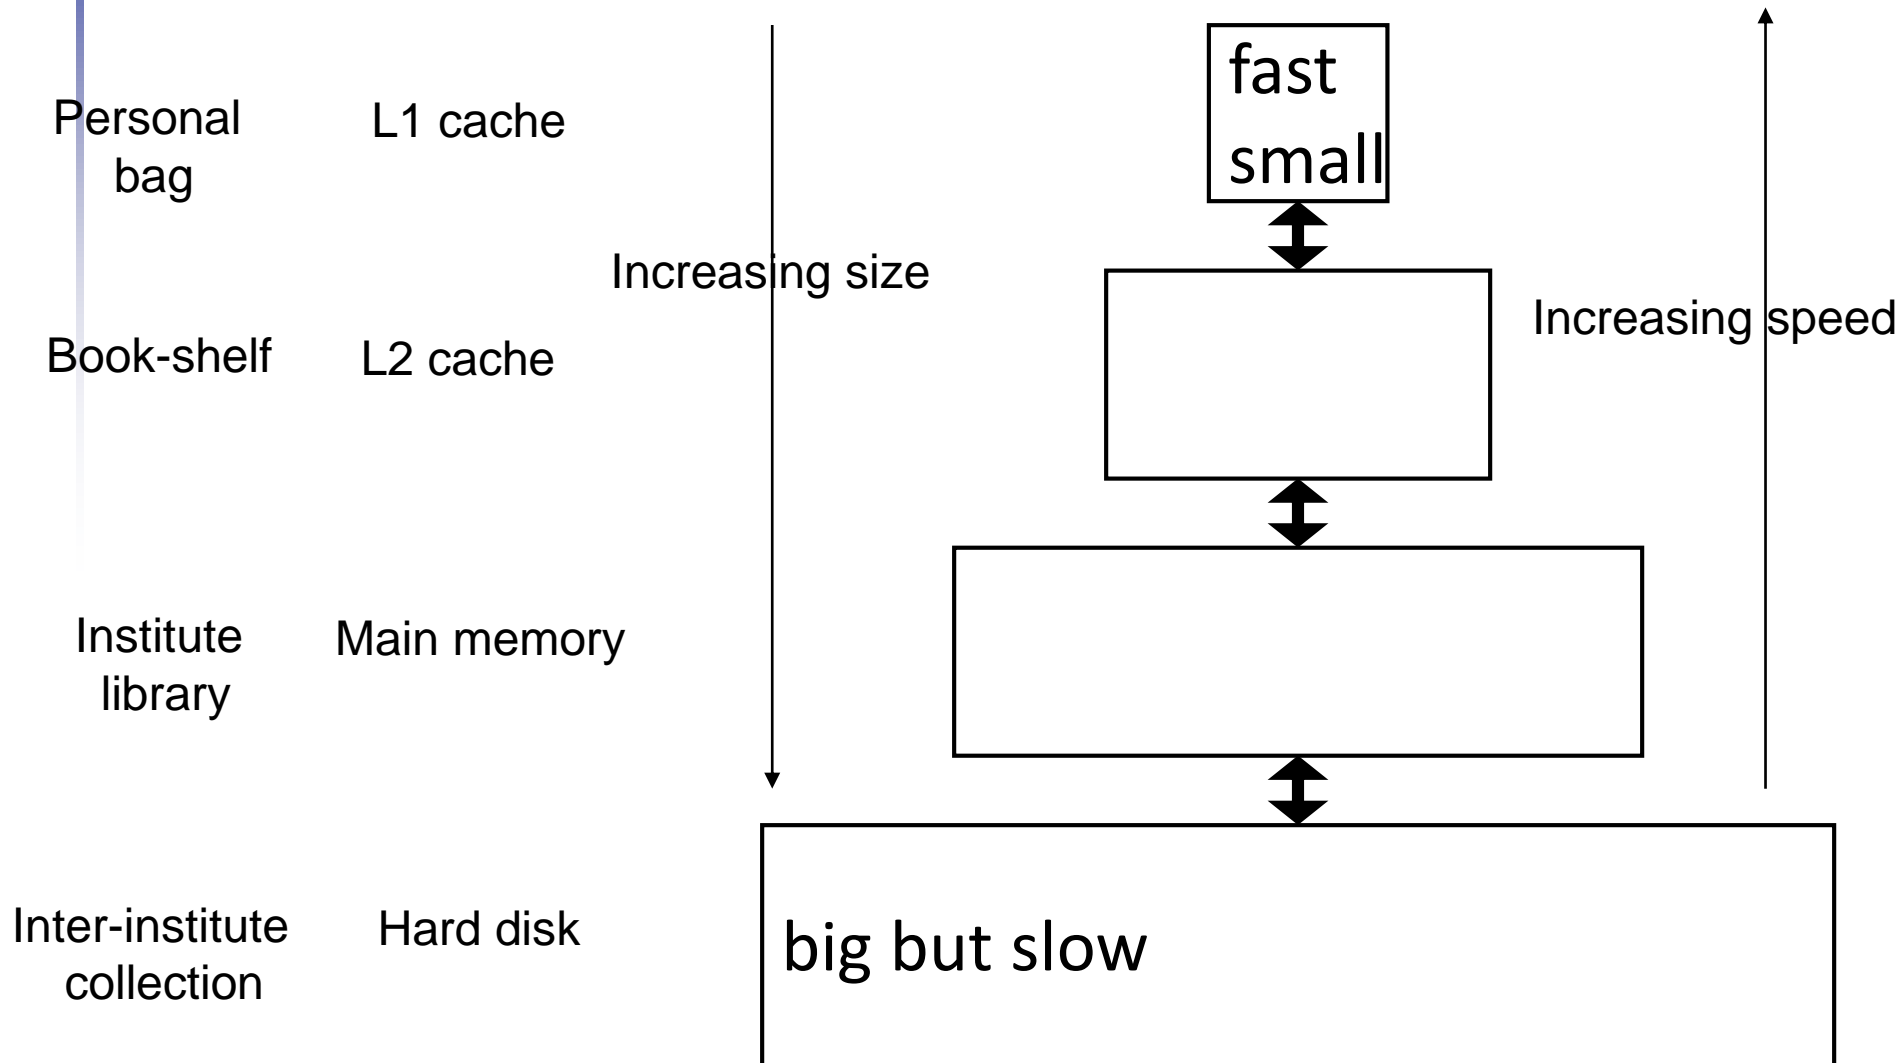 fast
small
Personal
bag
L1 cache
Increasing size
Increasing speed
Book-shelf
L2 cache
Institute
library
Main memory
Inter-institute
collection
Hard disk
big but slow